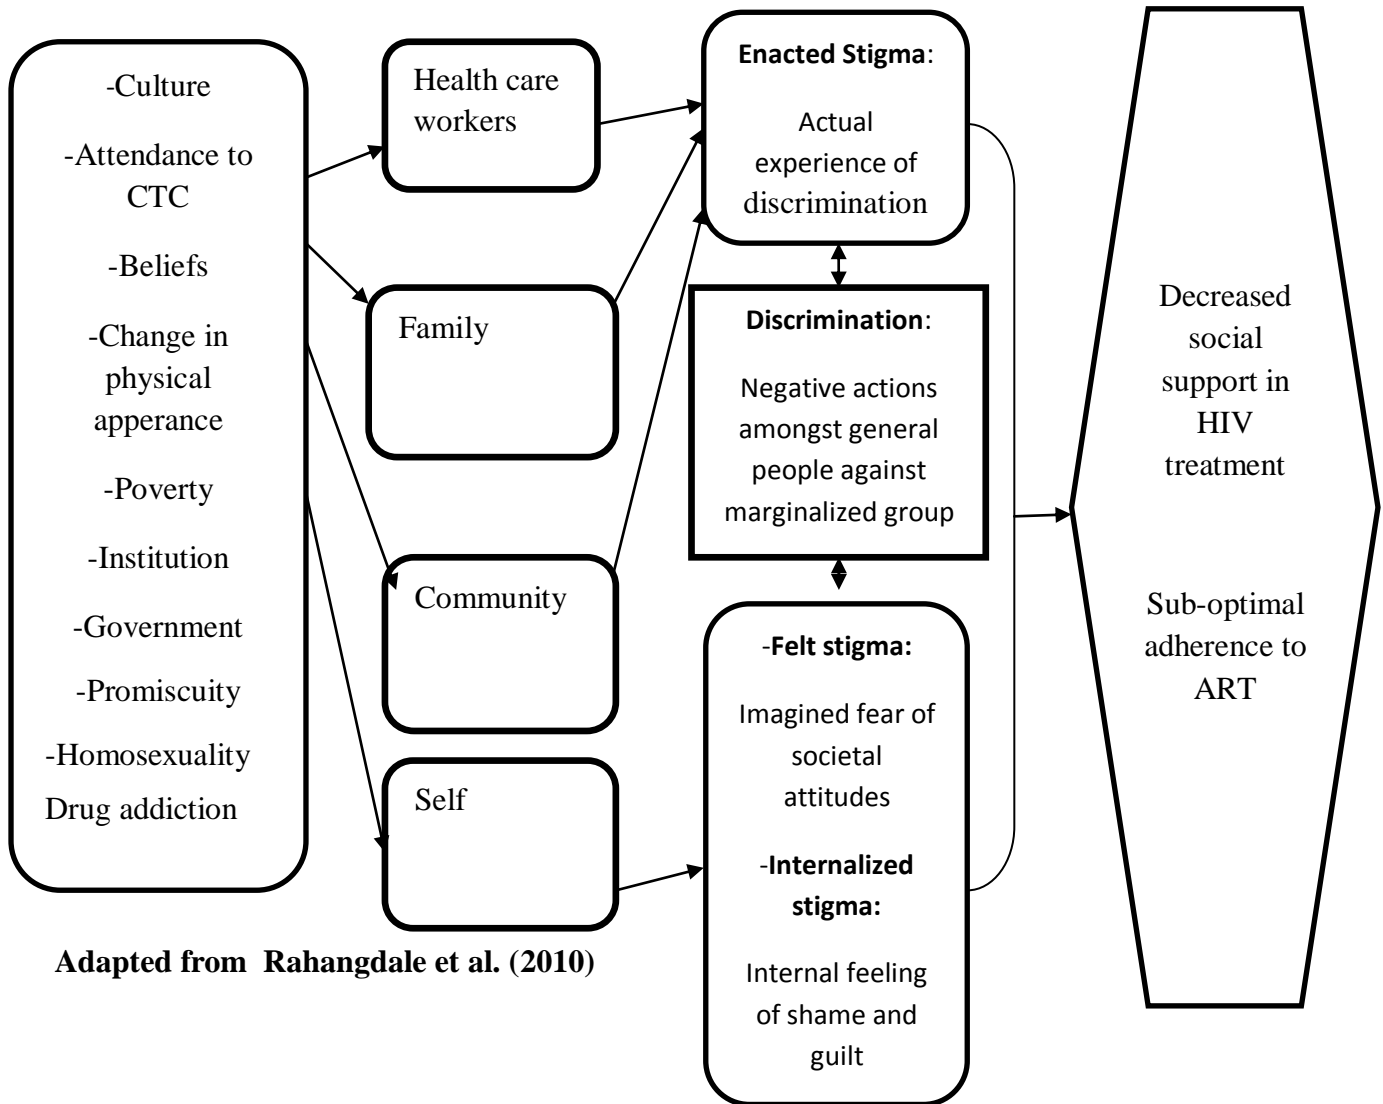 -Culture
-Attendance to
CTC
-Beliefs
-Change in
physical
apperance
-Poverty
-Institution
-Government
-Promiscuity
-Homosexuality
Drug addiction
Health care
workers
Family
Community
Self
Enacted Stigma:
Actual
experience of
discrimination
Discrimination:
Negative actions
amongst general
people against
marginalized group
-Felt stigma:
Imagined fear of
societal
attitudes
-Internalized
stigma:
Internal feeling
of shame and
guilt
Decreased
social
support in
HIV
treatment
Sub-optimal
adherence to
ART
Adapted from  Rahangdale et al. (2010)